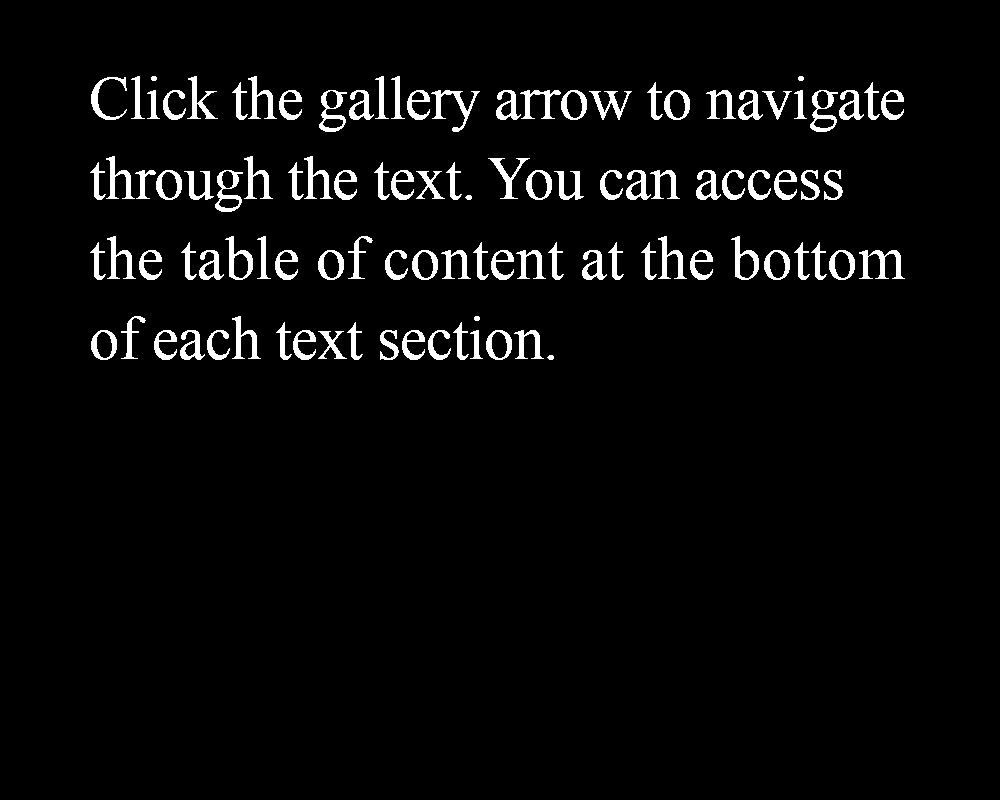 Click the gallery arrow to navigate
through the text. You can access
the table of content at the bottom
of each text section.